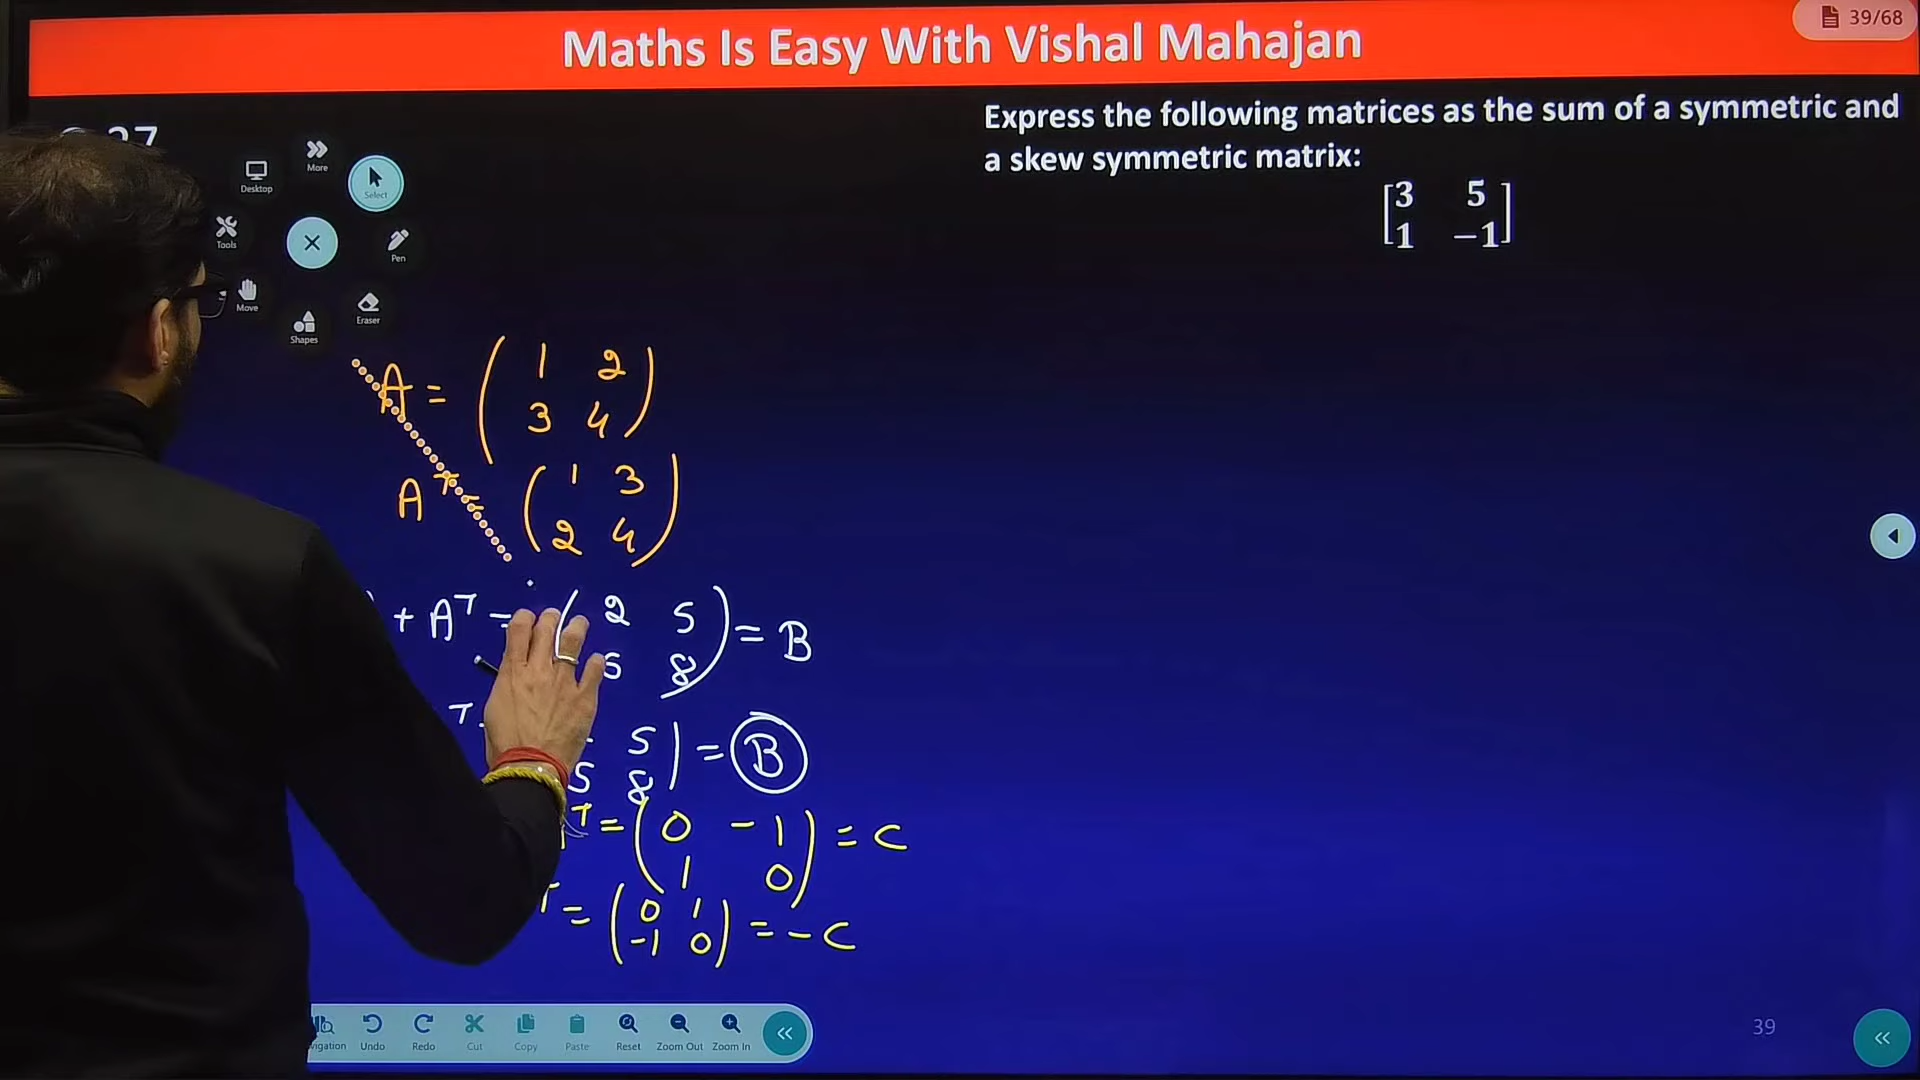 39/68
Maths Is Easy With Vishal Mahajan
Express the following matrices as the sum of a symmetric and
a skew symmetric matrix:
[3 5
1 −1]
27
More
Desktop
Select
Tools
Pen
Move
Eraser
Shapes
A = ( 1 2
3 4 )
A T = ( 1 3
2 4 )
+ A T = ( 2 5
5 8 ) = B
T
5
5 8 | = B
T = ( 0 - 1
1 0 ) = C
T = ( 0 1
-1 0 ) = - C
Undo Redo Cut Copy Paste Reset Zoom Out Zoom In
39